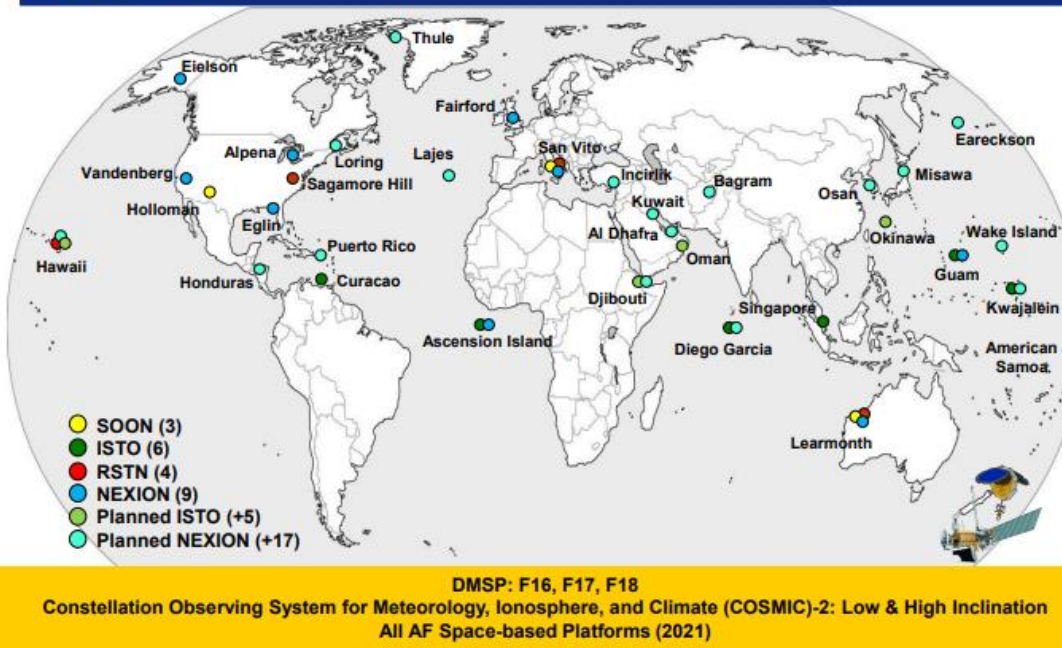 Thule
Eielson
Fairford
Alpena
Loring
Lajes
San Vito
Eareckson
Vandenberg
Sagamore Hill
Incirlik
Bagram
Misawa
Osan
Holloman
Eglin
Kuwait
Al Dhafra
Okinawa
Wake Island
Hawaii
Puerto Rico
Oman
Guam
Honduras
Curacao
Djibouti
Singapore
Kwajalein
Ascension Island
Diego Garcia
American
Samoa
Learmonth
SOON (3)
ISTO (6)
RSTN (4)
NEXION (9)
Planned ISTO (+5)
Planned NEXION (+17)
DMSP: F16, F17, F18
Constellation Observing System for Meteorology, Ionosphere, and Climate (COSMIC)-2: Low & High Inclination
All AF Space-based Platforms (2021)